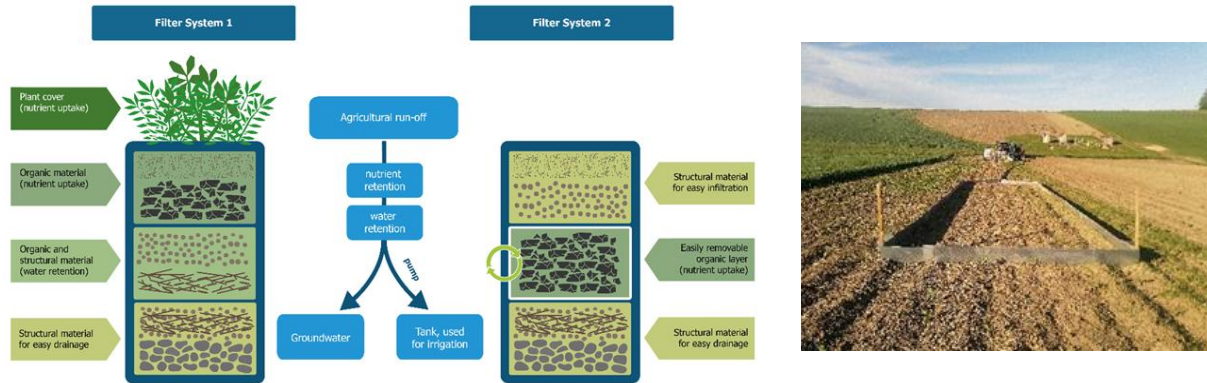 Filter System 1
Plant cover
(nutrient uptake)
Organic material
(nutrient uptake)
Organic and
structural material
(water retention)
Structural material
for easy drainage
Agricultural run-off
nutrient
retention
water
retention
pump
Groundwater
Tank, used
for irrigation
Filter System 2
Structural material
for easy infiltration
Easily removable
organic layer
(nutrient uptake)
Structural material
for easy drainage